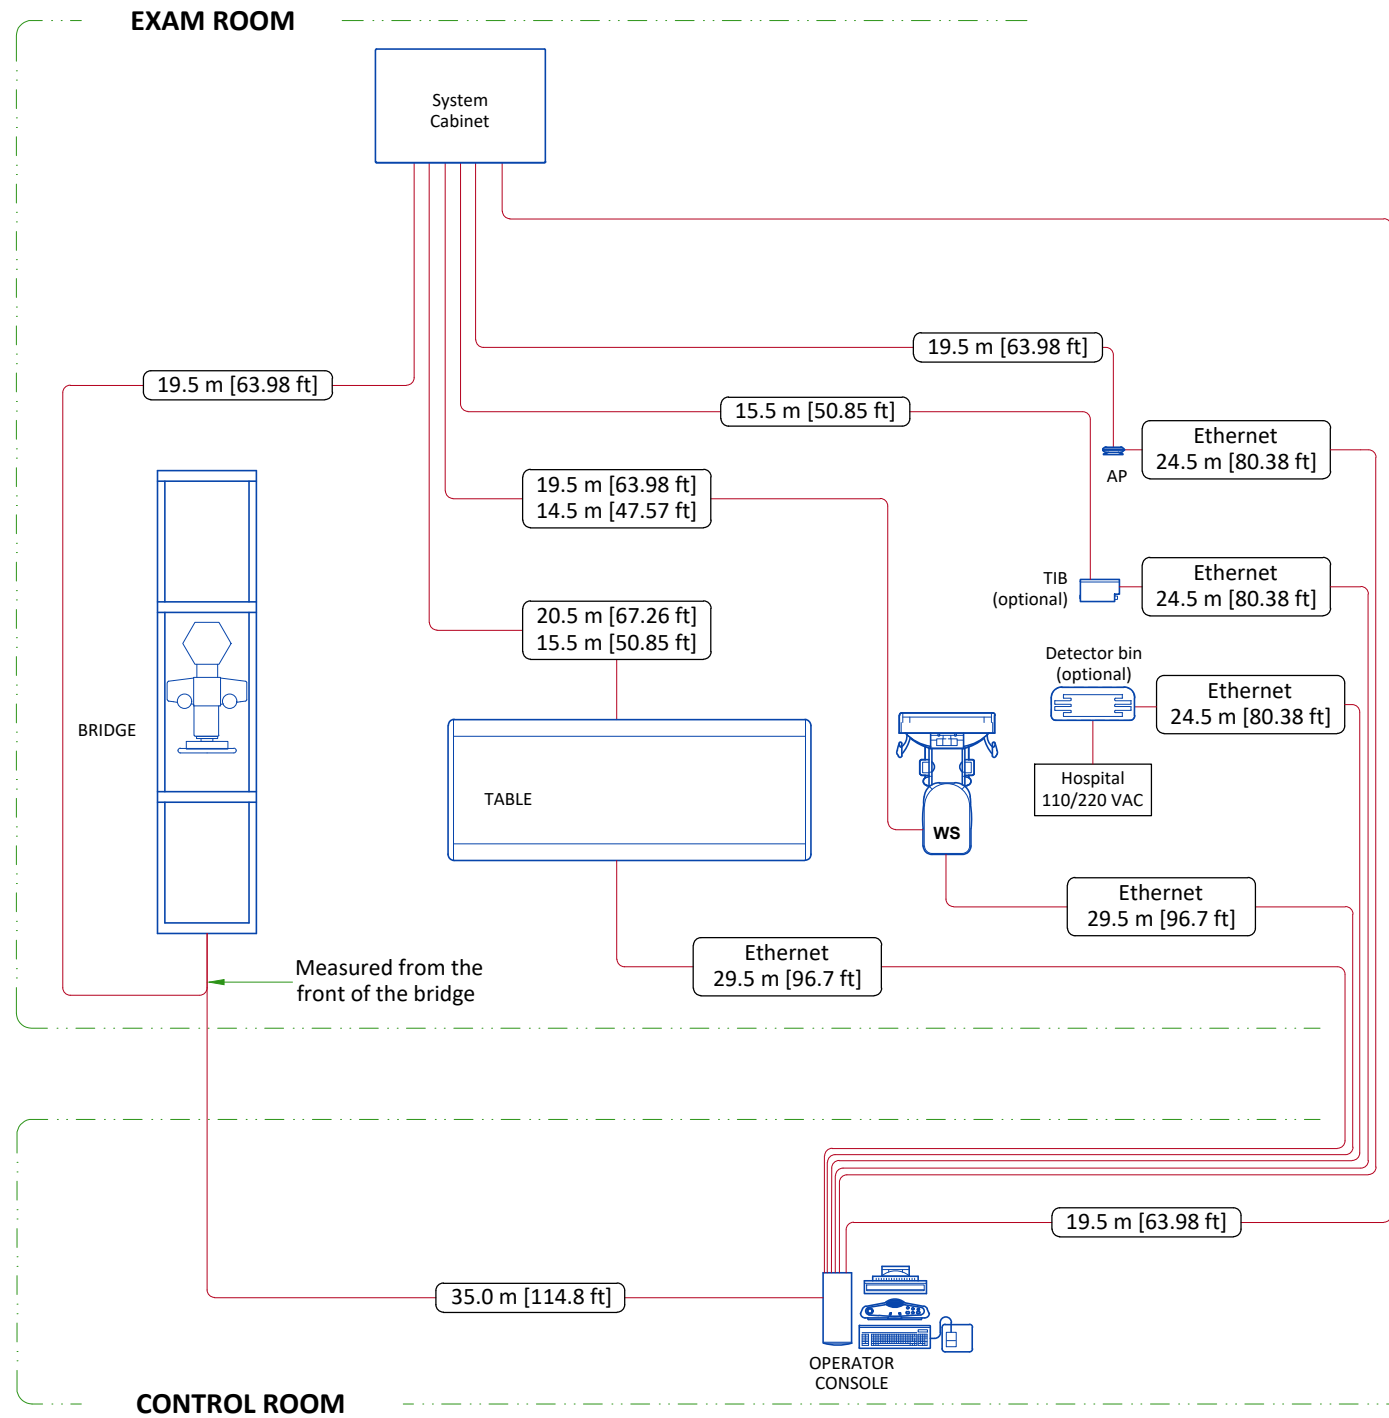 EXAM ROOM
System
Cabinet
19.5 m [63.98 ft]
19.5 m [63.98 ft]
15.5 m [50.85 ft]
Ethernet
24.5 m [80.38 ft]
AP
19.5 m [63.98 ft]
14.5 m [47.57 ft]
TIB
(optional)
Ethernet
24.5 m [80.38 ft]
20.5 m [67.26 ft]
15.5 m [50.85 ft]
Detector bin
(optional)
Ethernet
24.5 m [80.38 ft]
BRIDGE
Hospital
110/220 VAC
TABLE
WS
Ethernet
29.5 m [96.7 ft]
Ethernet
29.5 m [96.7 ft]
Measured from the
front of the bridge
19.5 m [63.98 ft]
35.0 m [114.8 ft]
OPERATOR
CONSOLE
CONTROL ROOM